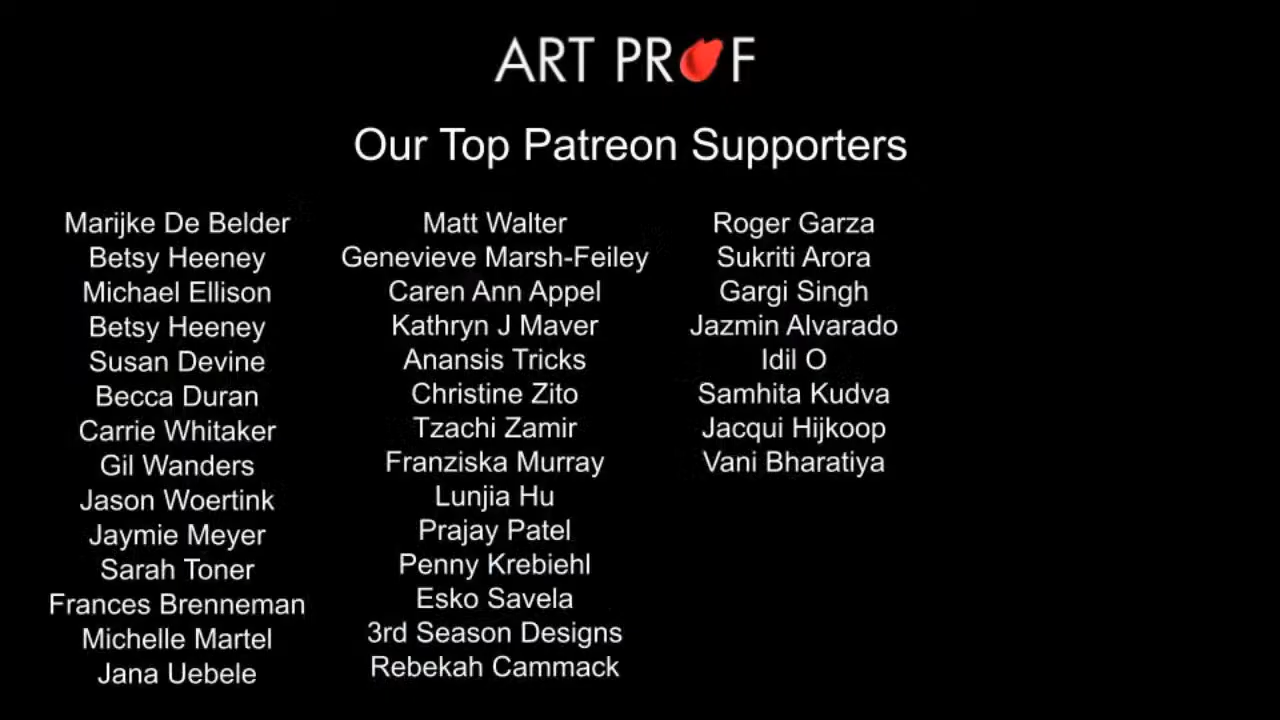 ART PROF
Our Top Patreon Supporters
Marijke De Belder
Betsy Heeney
Michael Ellison
Betsy Heeney
Susan Devine
Becca Duran
Carrie Whitaker
Gil Wanders
Jason Woertink
Jaymie Meyer
Sarah Toner
Frances Brenneman
Michelle Martel
Jana Uebele
Matt Walter
Genevieve Marsh-Feiley
Caren Ann Appel
Kathryn J Maver
Anansis Tricks
Christine Zito
Tzachi Zamir
Franziska Murray
Lunjia Hu
Prajay Patel
Penny Krebiehl
Esko Savela
3rd Season Designs
Rebekah Cammack
Roger Garza
Sukriti Arora
Gargi Singh
Jazmin Alvarado
Idil O
Samhita Kudva
Jacqui Hijkoop
Vani Bharatiya